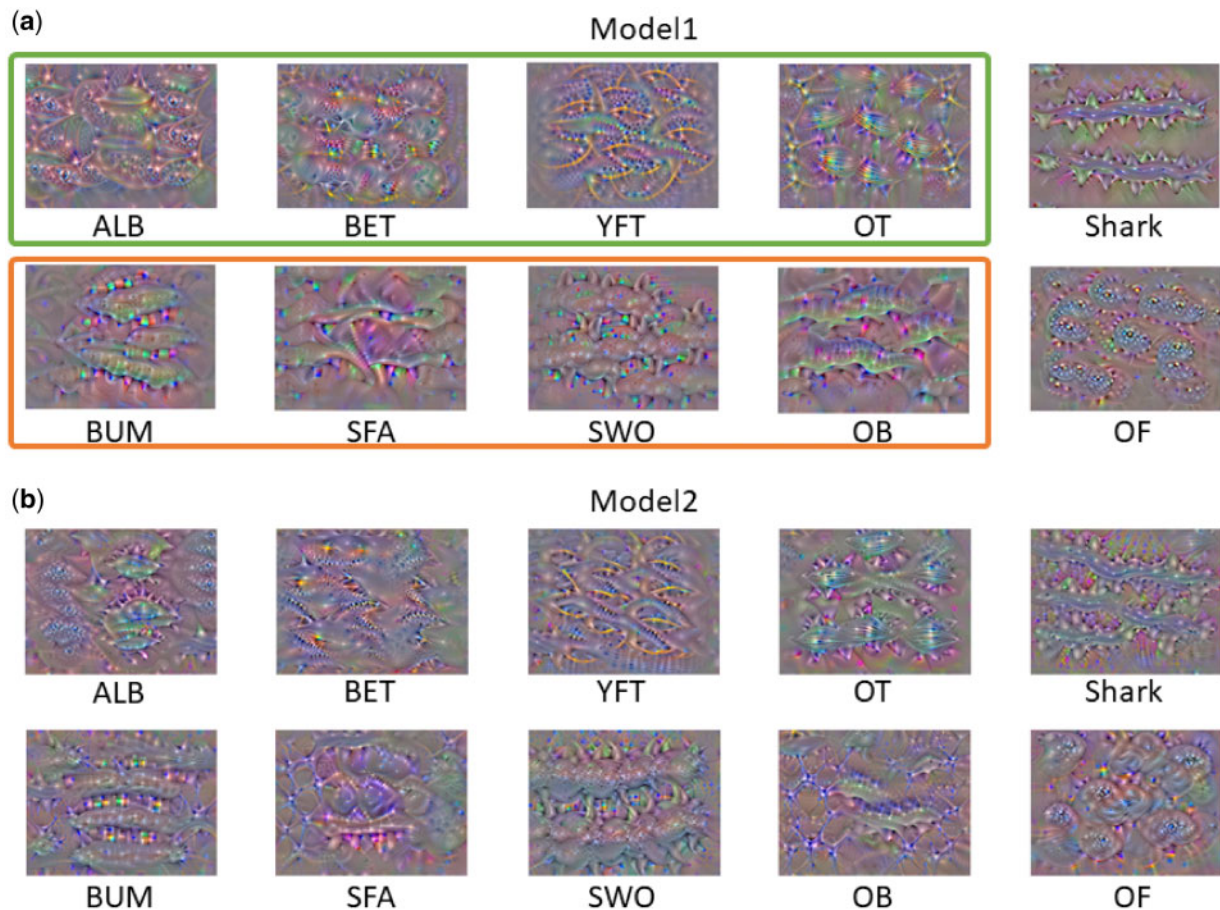 (a)
Model1
ALB BET YFT OT Shark
BUM SFA SWO OB OF
(b)
Model2
ALB BET YFT OT Shark
BUM SFA SWO OB OF